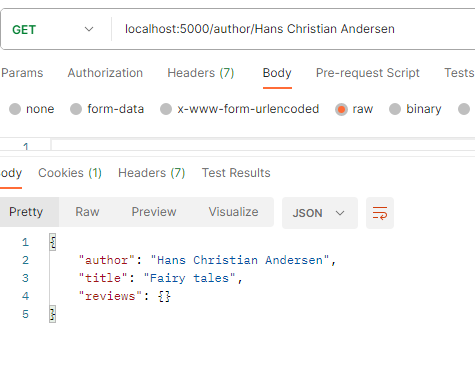 GET localhost:5000/author/Hans Christian Andersen
Params Authorization Headers (7) Body Pre-request Script Tests
none form-data x-www-form-urlencoded raw binary
1
ody Cookies (1) Headers (7) Test Results
Pretty Raw Preview Visualize JSON
1 {
2 "author": "Hans Christian Andersen",
3 "title": "Fairy tales",
4 "reviews": {}
5 }